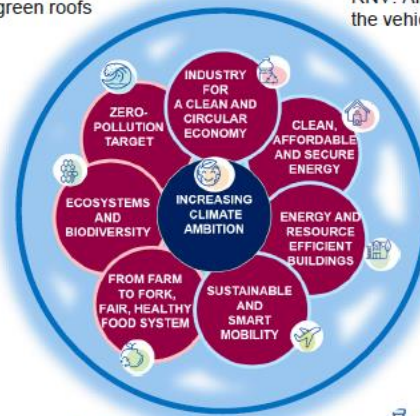 green roofs
the vehic
INDUSTRY
FOR
A CLEAN AND
CIRCULAR
ECONOMY
ZERO-
POLLUTION
TARGET
CLEAN,
AFFORDABLE
AND SECURE
ENERGY
INCREASING
CLIMATE
AMBITION
ECOSYSTEMS
AND
BIODIVERSITY
ENERGY AND
RESOURCE
EFFICIENT
BUILDINGS
FROM FARM
TO FORK,
FAIR, HEALTHY
FOOD SYSTEM
SUSTAINABLE
AND
SMART
MOBILITY